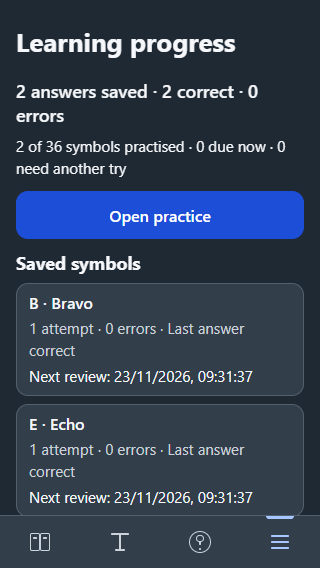 Learning progress
2 answers saved · 2 correct · 0
errors
2 of 36 symbols practised · 0 due now · 0
need another try
Open practice
Saved symbols
B · Bravo
1 attempt · 0 errors · Last answer
correct
Next review: 23/11/2026, 09:31:37
E · Echo
1 attempt · 0 errors · Last answer
correct
Next review: 23/11/2026, 09:31:37